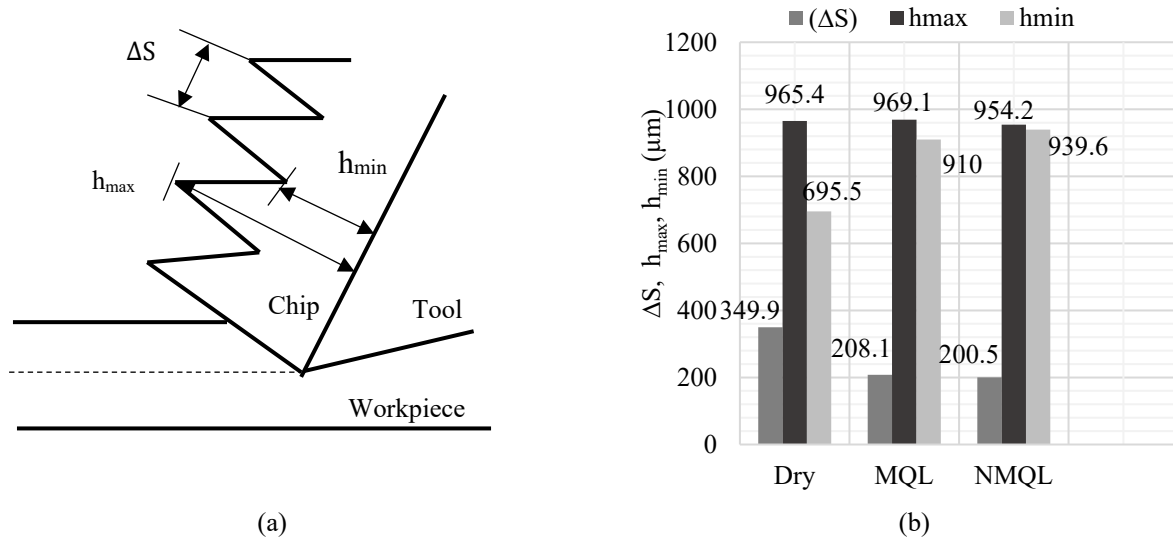 ΔS
hmax
hmin
Chip
Tool
Workpiece
(a)
(ΔS) hmax hmin
ΔS, hmax, hmin (μm)
1200
1000
800
600
400
200
0
349.9
965.4
695.5
208.1
969.1
910
200.5
954.2
939.6
Dry MQL NMQL
(b)